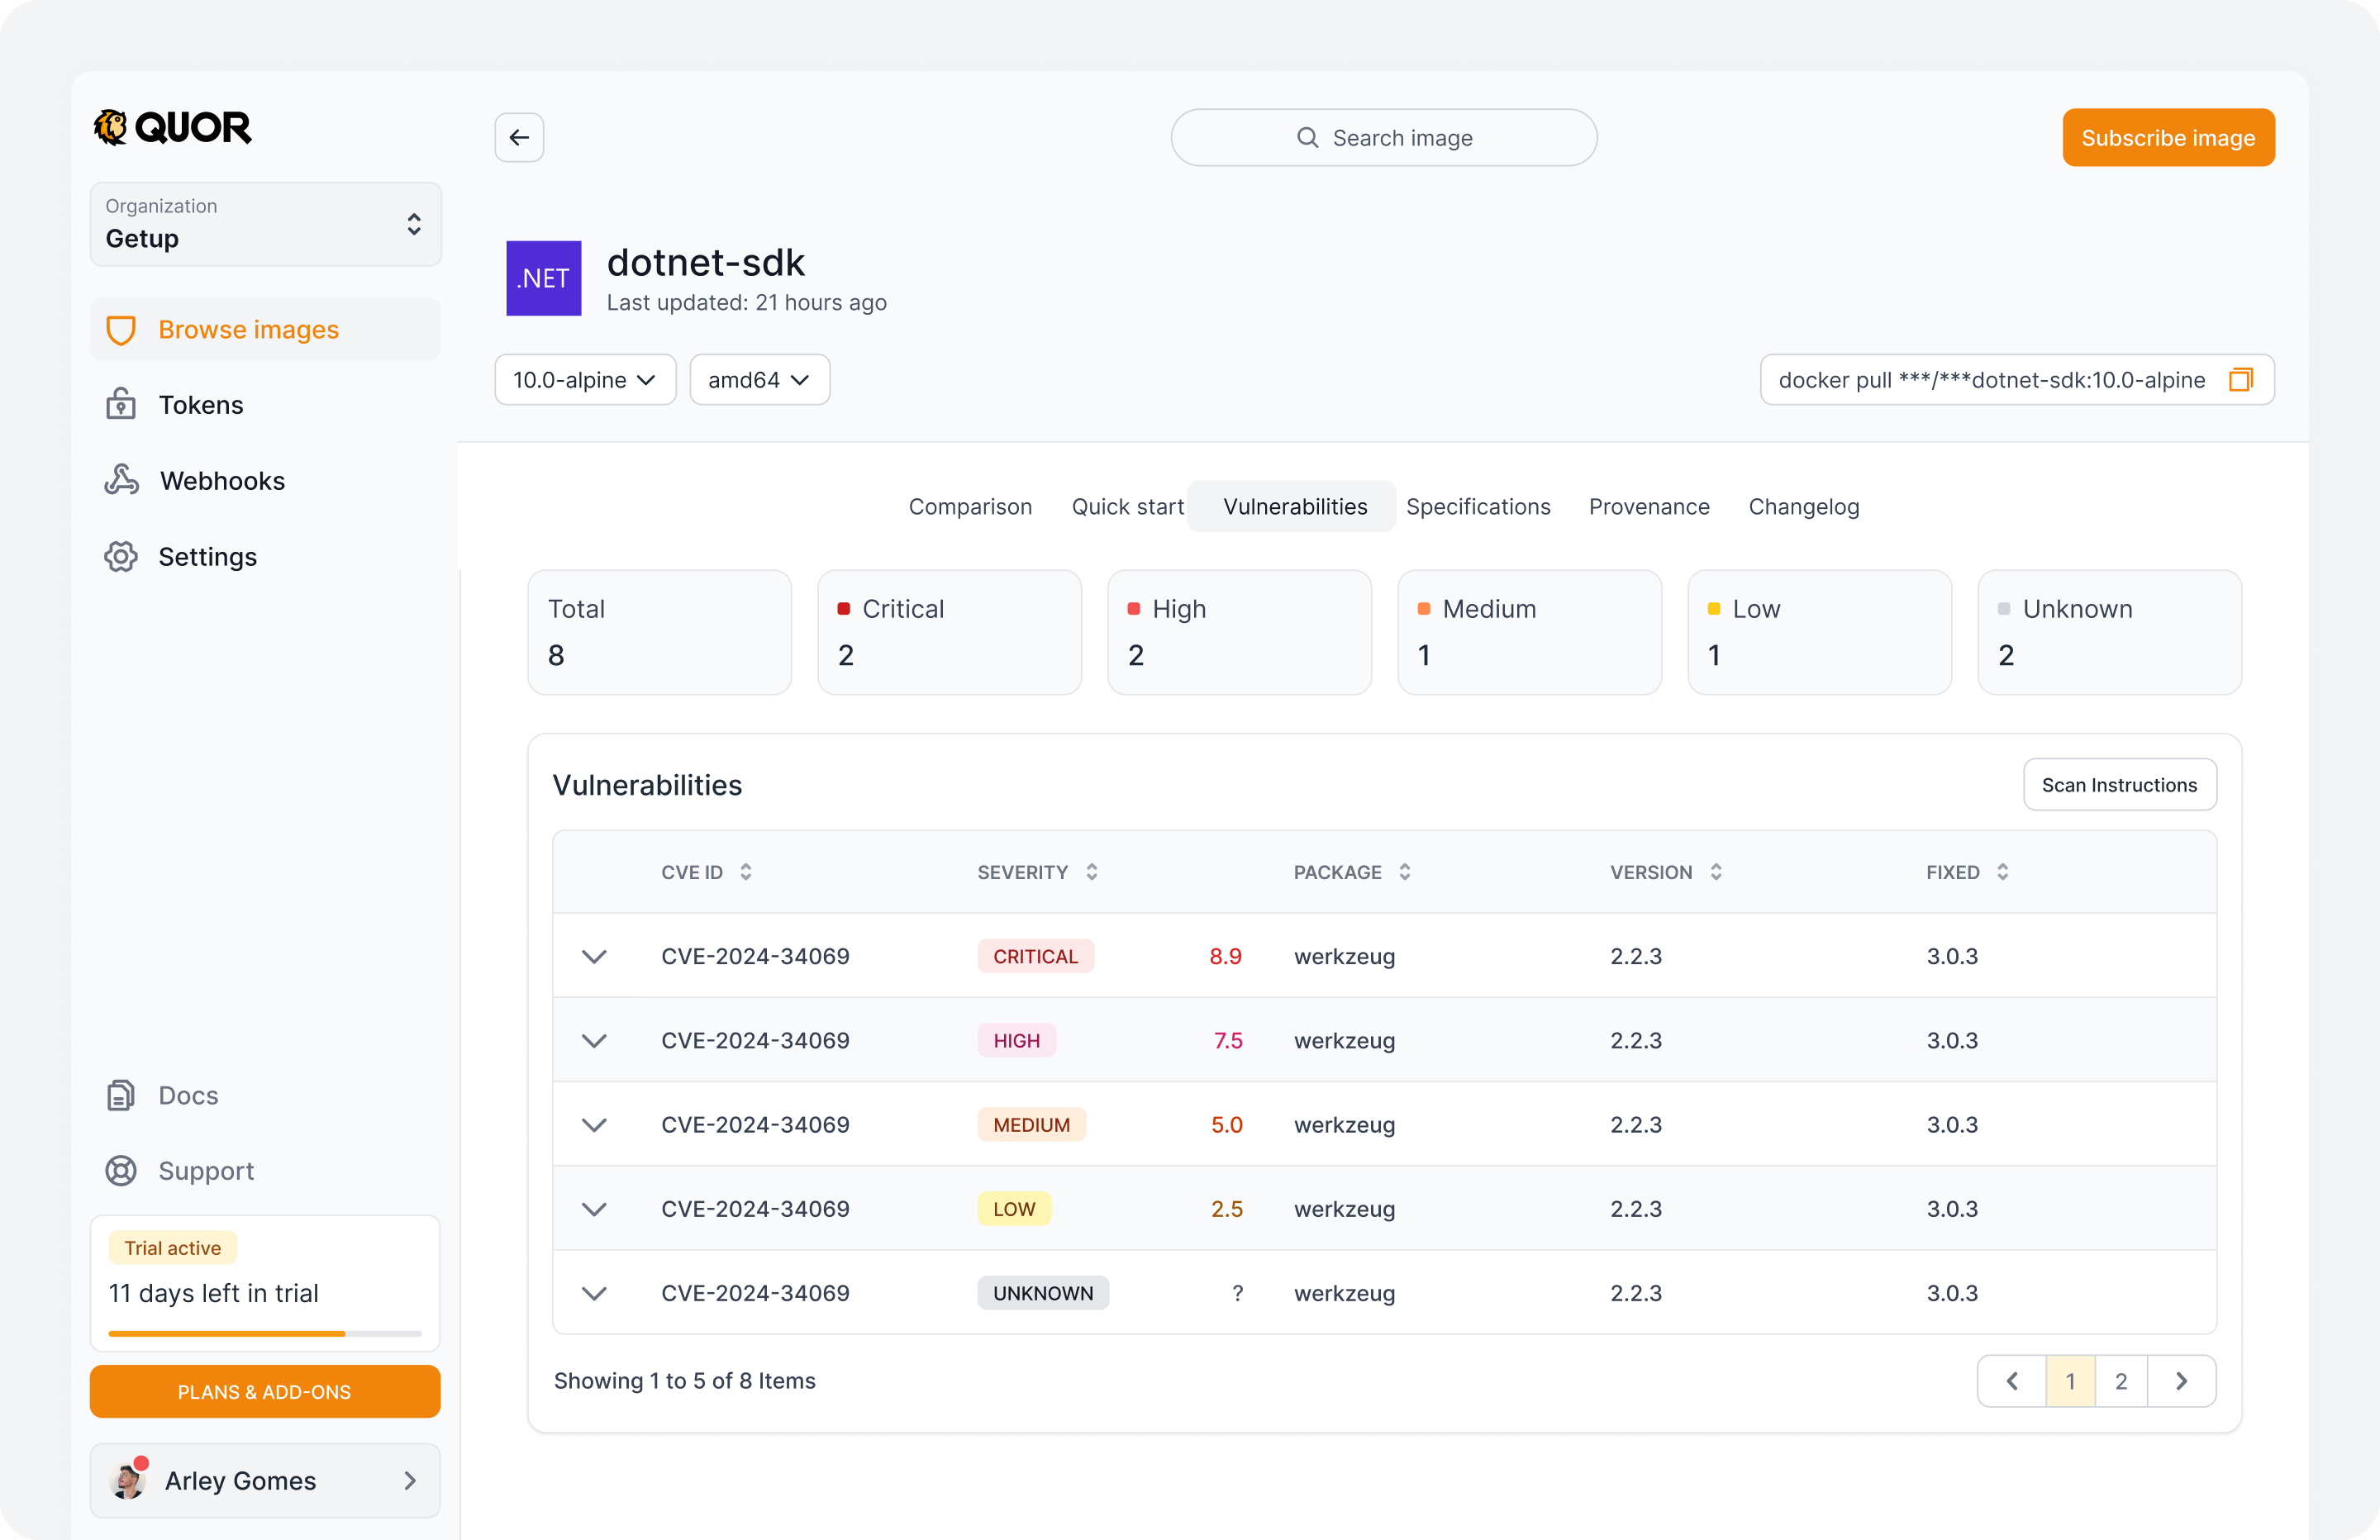 QUOR
Organization
Getup
Browse images
Tokens
Webhooks
Settings
Docs
Support
Trial active
11 days left in trial
PLANS & ADD-ONS
Arley Gomes
Search image
Subscribe image
.NET
dotnet-sdk
Last updated: 21 hours ago
10.0-alpine
amd64
docker pull ***/***dotnet-sdk:10.0-alpine
Comparison Quick start Vulnerabilities Specifications Provenance Changelog
Total
8
Critical
2
High
2
Medium
1
Low
1
Unknown
2
Vulnerabilities
Scan Instructions
CVE ID SEVERITY PACKAGE VERSION FIXED
CVE-2024-34069 CRITICAL 8.9 werkzeug 2.2.3 3.0.3
CVE-2024-34069 HIGH 7.5 werkzeug 2.2.3 3.0.3
CVE-2024-34069 MEDIUM 5.0 werkzeug 2.2.3 3.0.3
CVE-2024-34069 LOW 2.5 werkzeug 2.2.3 3.0.3
CVE-2024-34069 UNKNOWN ? werkzeug 2.2.3 3.0.3
Showing 1 to 5 of 8 Items
1 2